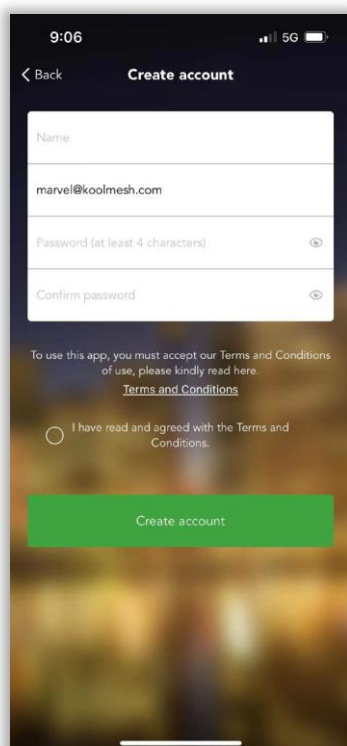 9:06 5G
Back Create account
Name
marvel@koolmesh.com
Password (at least 4 characters)
Confirm password
To use this app, you must accept our Terms and Conditions
of use, please kindly read here.
Terms and Conditions
I have read and agreed with the Terms and
Conditions.
Create account